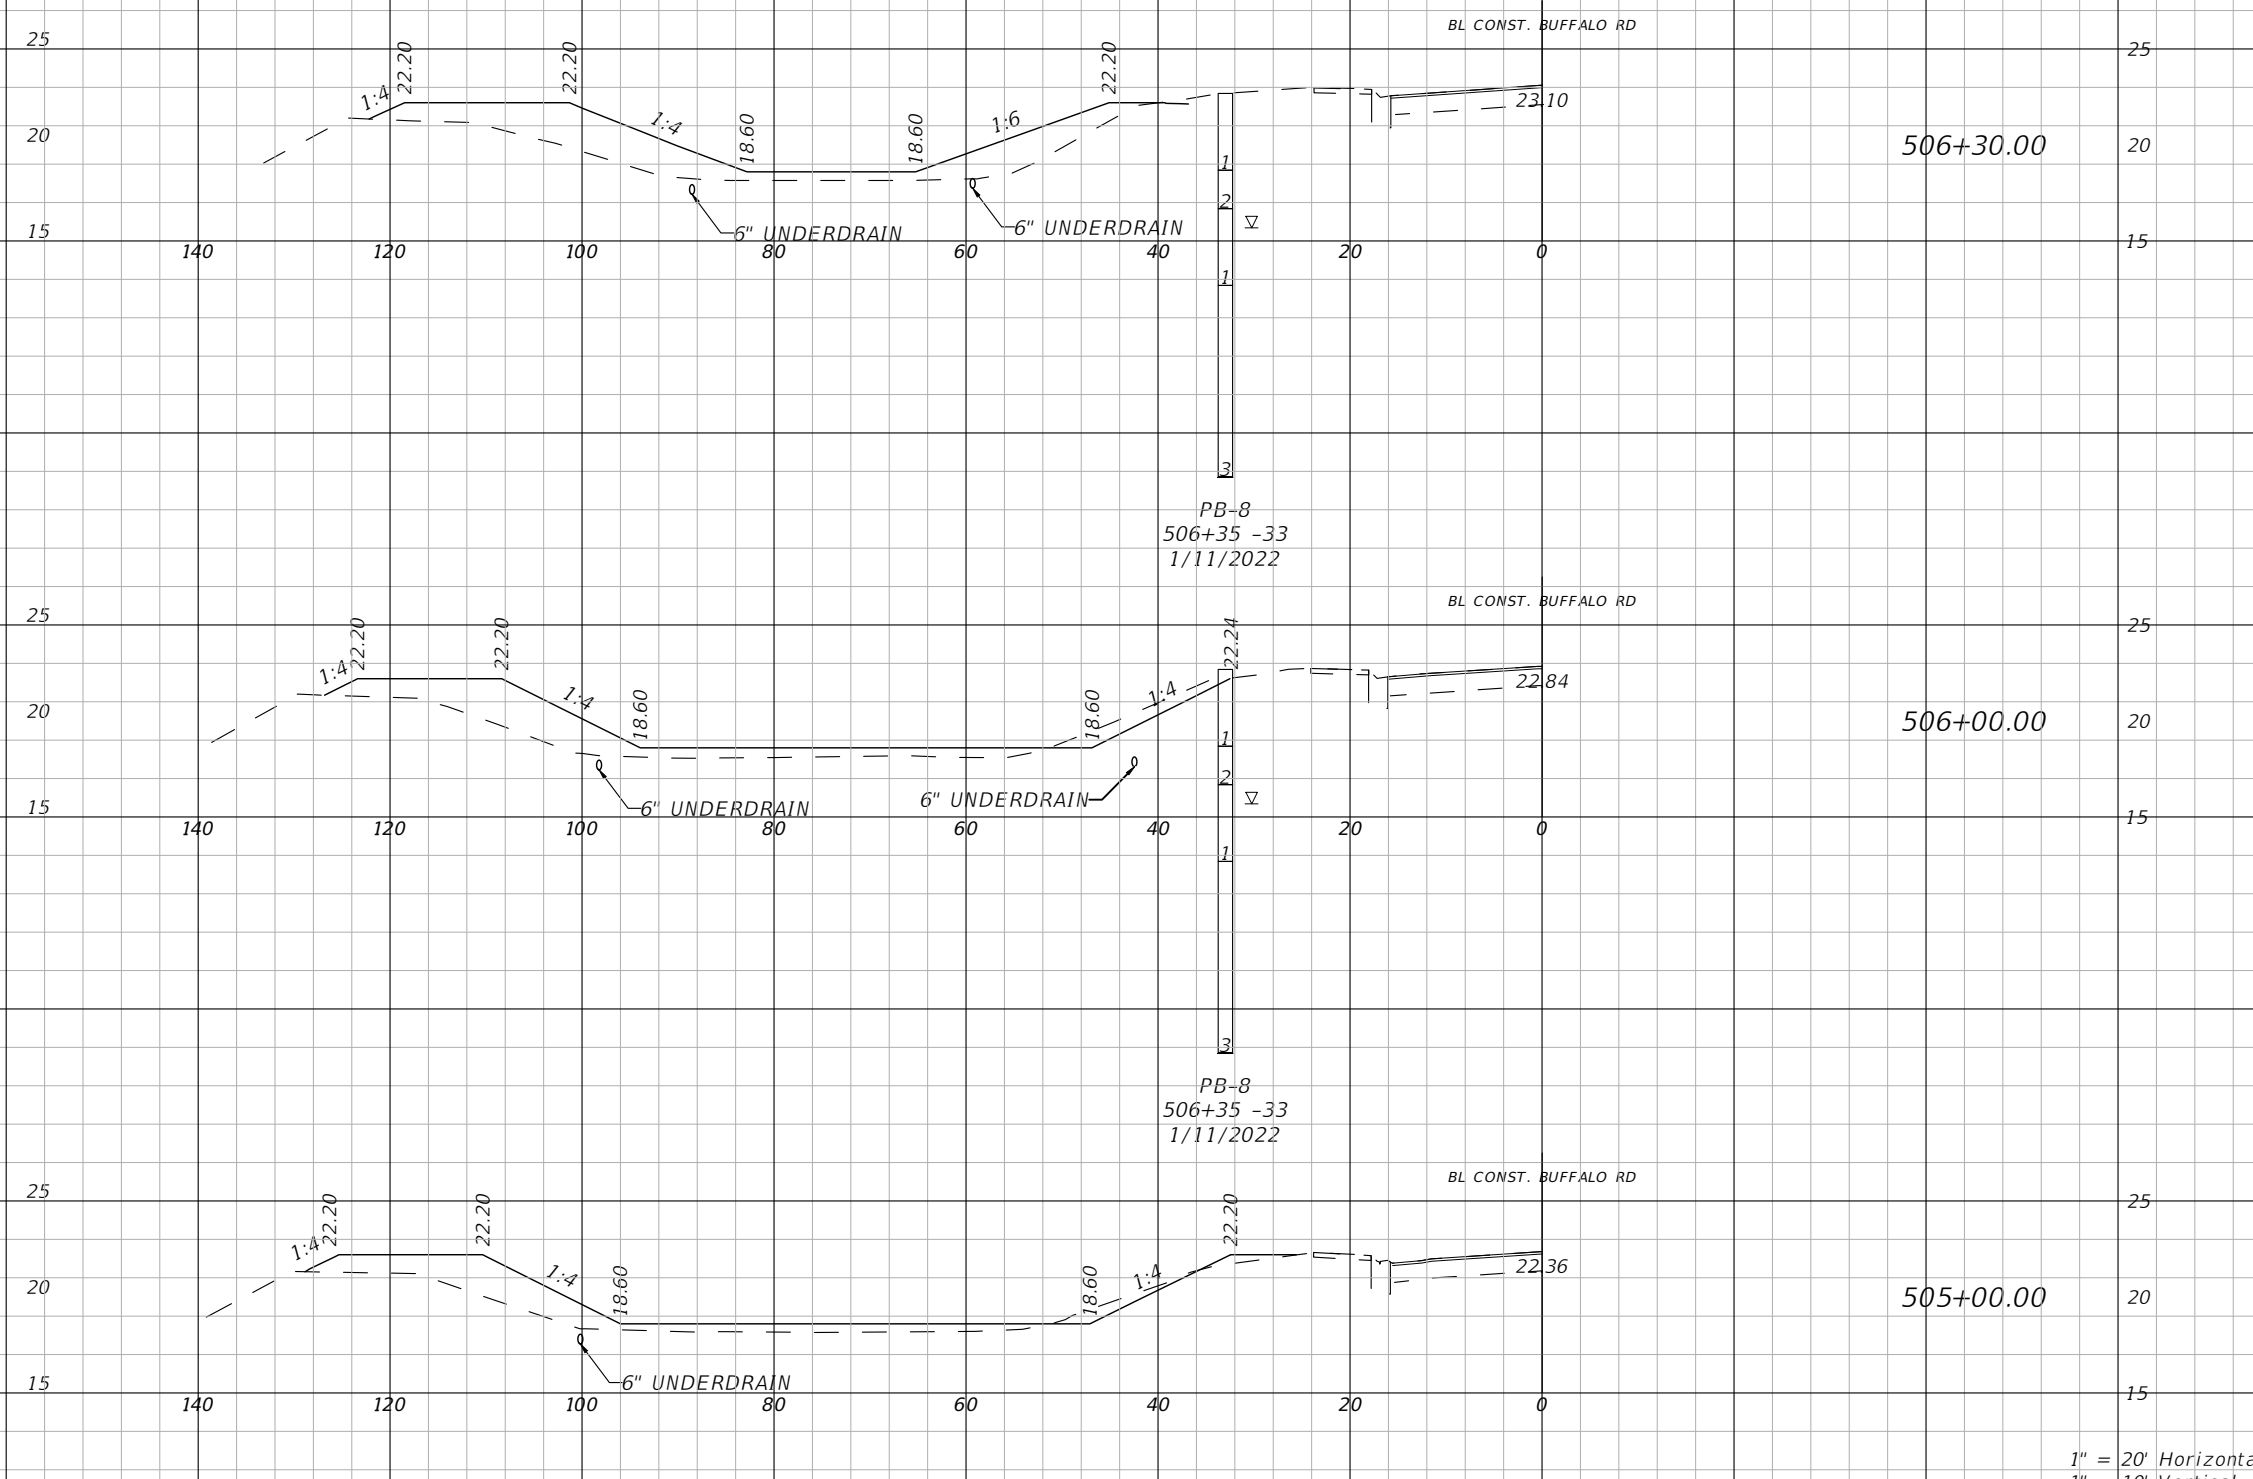 BL CONST. BUFFALO RD
25 22.20 22.20 22.20 25
1:4 1:4 18.60 18.60 1:6 23.10
20 1 506+30.00 20
2
6" UNDERDRAIN 6" UNDERDRAIN
15 15
140 120 100 80 60 40 20 0
1
3
PB-8
506+35 -33
1/11/2022
BL CONST. BUFFALO RD
25 22.20 22.20 22.24 25
1:4 1:4 18.60 18.60 1:4 22.84
20 1 506+00.00 20
2
6" UNDERDRAIN 6" UNDERDRAIN
15 15
140 120 100 80 60 40 20 0
1
3
PB-8
506+35 -33
1/11/2022
BL CONST. BUFFALO RD
25 22.20 22.20 22.20 25
1:4 1:4 18.60 18.60 1:4 22.36
20 505+00.00 20
6" UNDERDRAIN
15 15
140 120 100 80 60 40 20 0
1" = 20' Horizonta